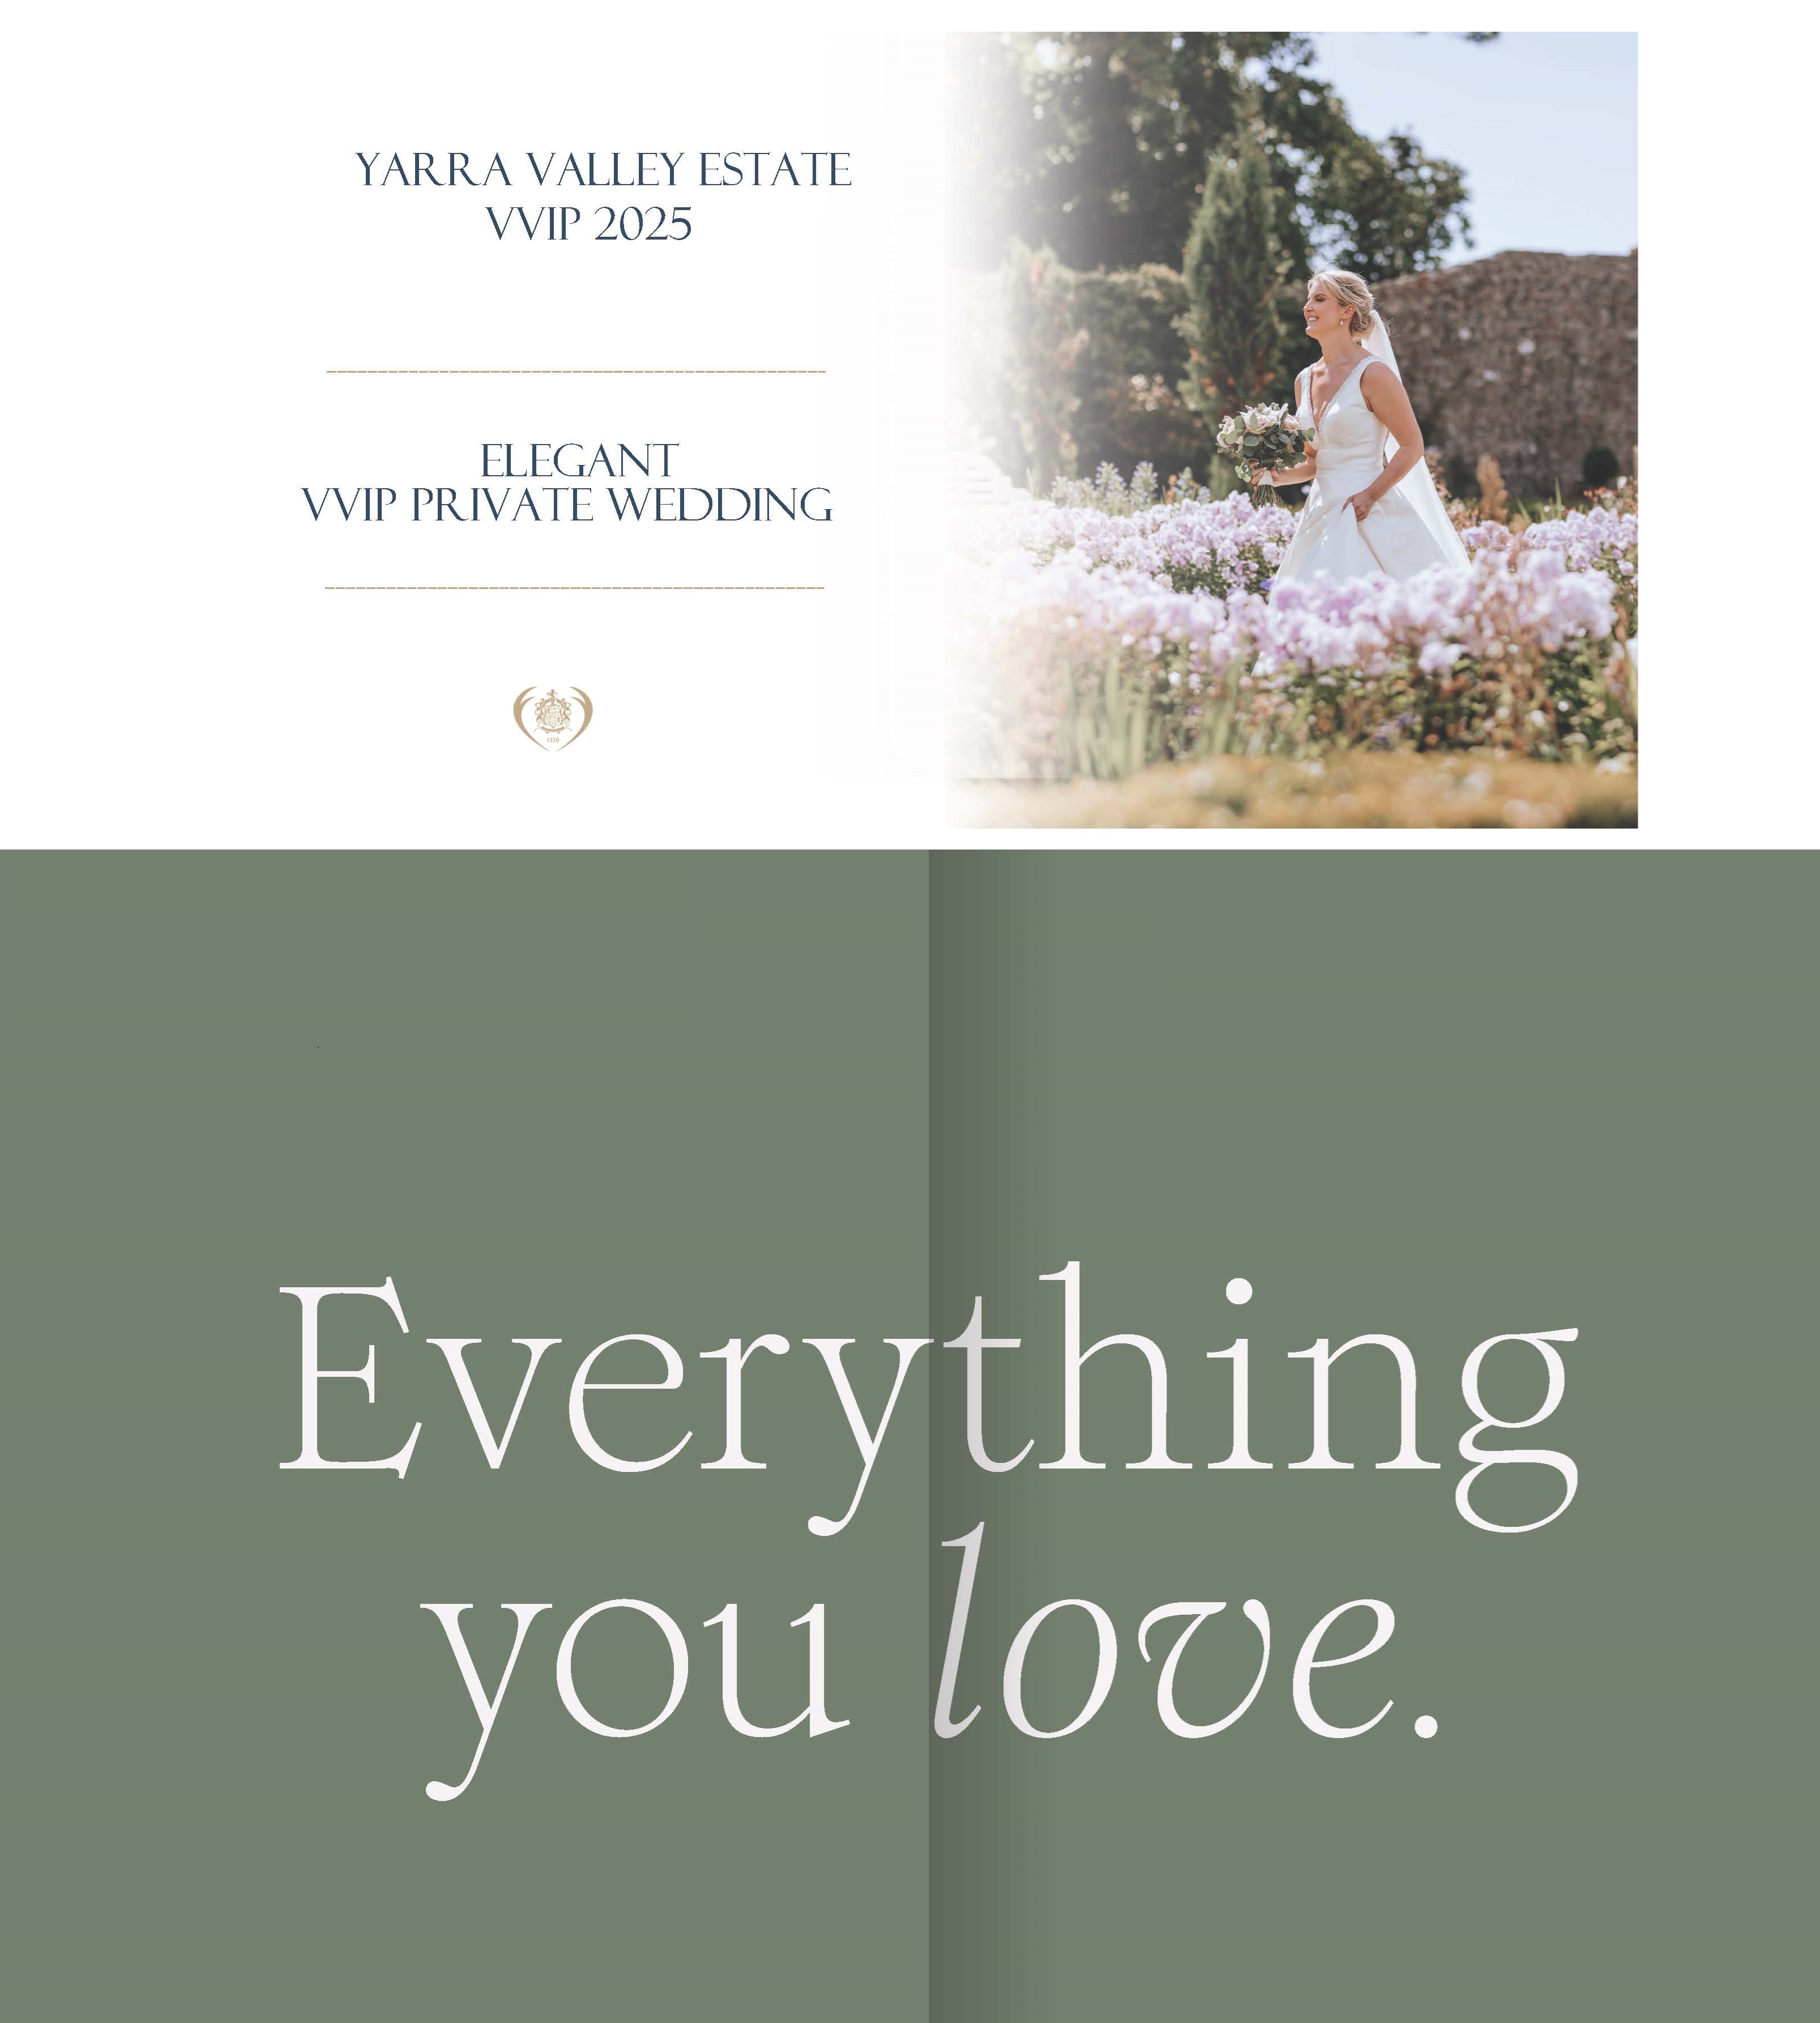 YARRA VALLEY ESTATE
VVIP 2025
ELEGANT
VVIP PRIVATE WEDDING
Everything
you love.